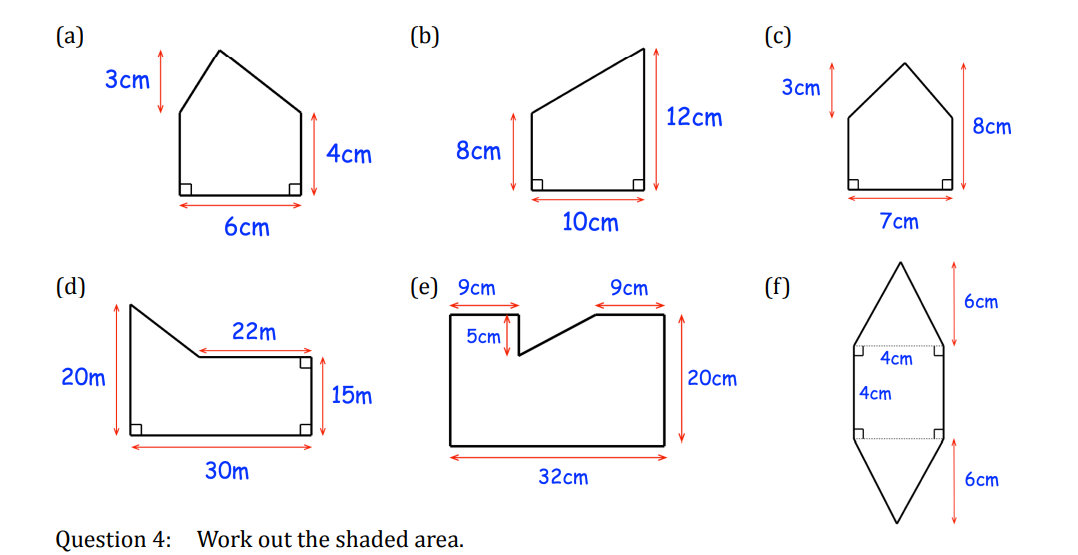 (a)
3cm
4cm
6cm
(b)
8cm
12cm
10cm
(c)
3cm
8cm
7cm
(d)
20m
22m
15m
30m
(e)
9cm
9cm
5cm
20cm
32cm
(f)
6cm
4cm
4cm
6cm
Question 4: Work out the shaded area.